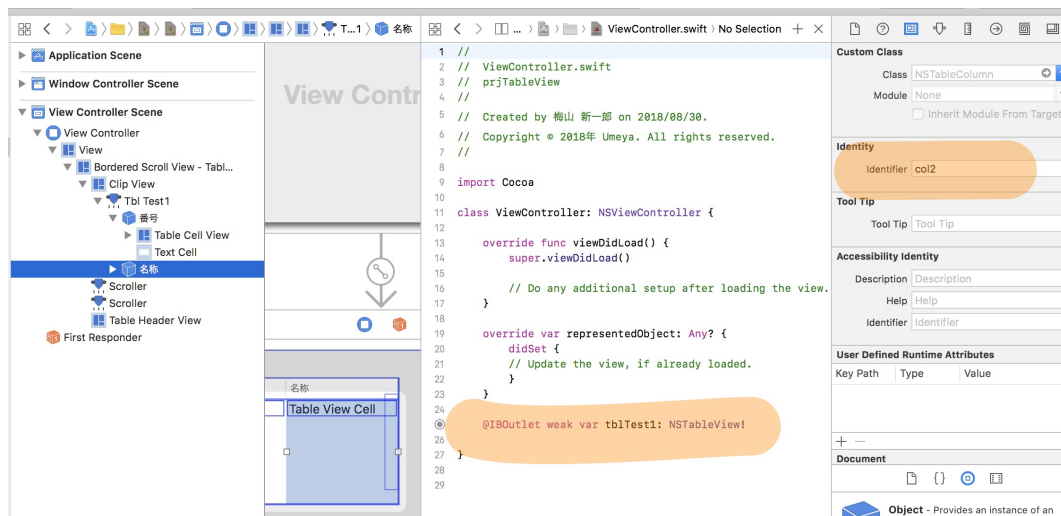 T...1 〉 名称
... 〉 ViewController.swift 〉 No Selection
Application Scene
Window Controller Scene
View Controller Scene
View Controller
View
Bordered Scroll View - Tabl...
Clip View
Tbl Test1
番号
Table Cell View
Text Cell
名称
Scroller
Scroller
Table Header View
First Responder
View Contr
名称
Table View Cell
1 //
2 //  ViewController.swift
3 //  prjTableView
4 //
5 //  Created by 梅山 新一郎 on 2018/08/30.
6 //  Copyright © 2018年 Umeya. All rights reserved.
7 //
8
9 import Cocoa
10
11 class ViewController: NSViewController {
12
13     override func viewDidLoad() {
14         super.viewDidLoad()
15
16         // Do any additional setup after loading the view.
17     }
18
19     override var representedObject: Any? {
20         didSet {
21         // Update the view, if already loaded.
22         }
23     }
24
@IBOutlet weak var tblTest1: NSTableView!
26
27 }
28
29
Custom Class
Class NSTableColumn
Module None
Inherit Module From Target
Identity
Identifier col2
Tool Tip
Tool Tip Tool Tip
Accessibility Identity
Description Description
Help Help
Identifier Identifier
User Defined Runtime Attributes
Key Path Type Value
Document
Object - Provides an instance of an